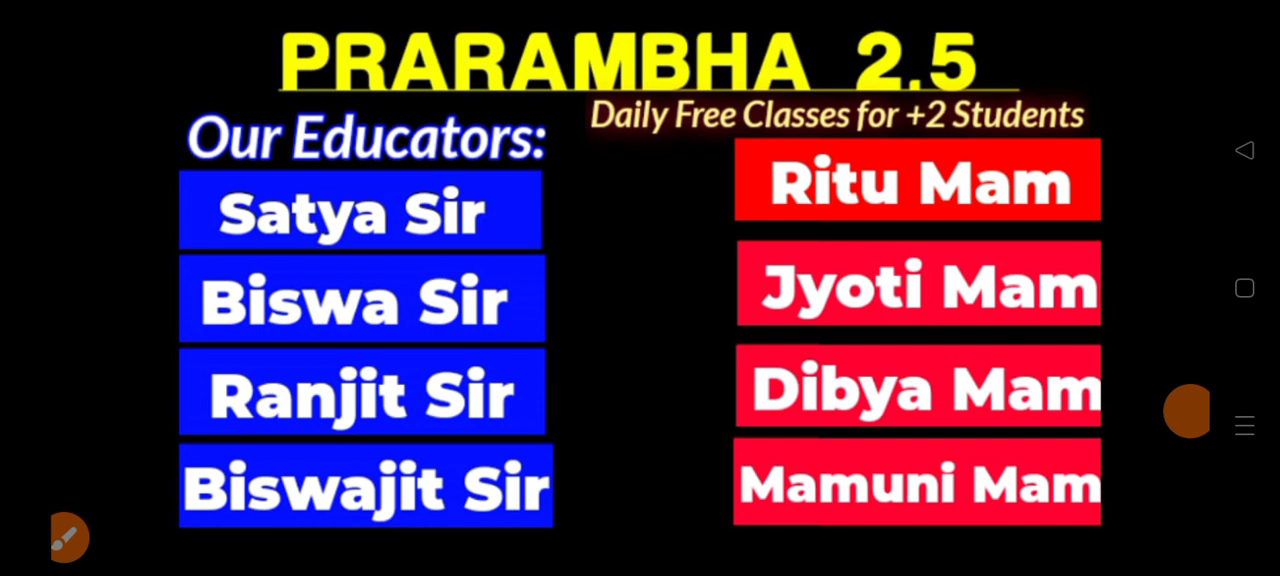 PRARAMBHA 2.5
Daily Free Classes for +2 Students
Our Educators:
Satya Sir
Biswa Sir
Ranjit Sir
Biswajit Sir
Ritu Mam
Jyoti Mam
Dibya Mam
Mamuni Mam